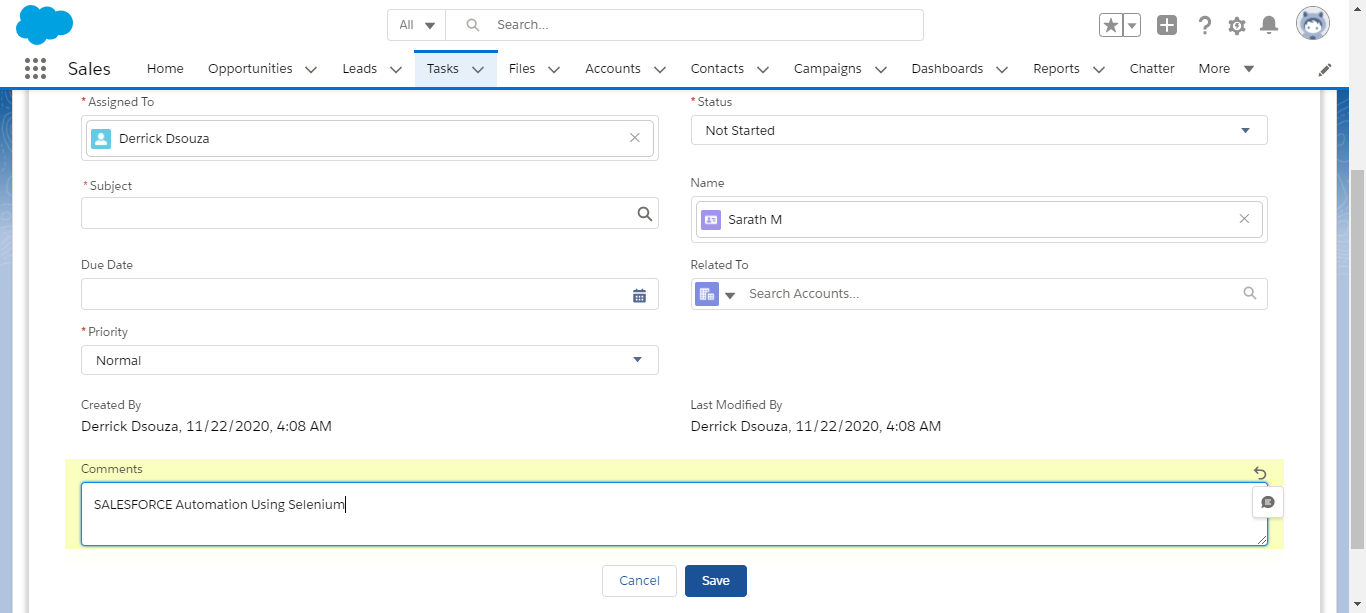 All
Search...
Sales
Home
Opportunities
Leads
Tasks
Files
Accounts
Contacts
Campaigns
Dashboards
Reports
Chatter
More
*Assigned To
Derrick Dsouza
*Status
Not Started
*Subject
Name
Sarath M
Due Date
Related To
Search Accounts...
*Priority
Normal
Created By
Derrick Dsouza, 11/22/2020, 4:08 AM
Last Modified By
Derrick Dsouza, 11/22/2020, 4:08 AM
Comments
SALESFORCE Automation Using Selenium
Cancel
Save